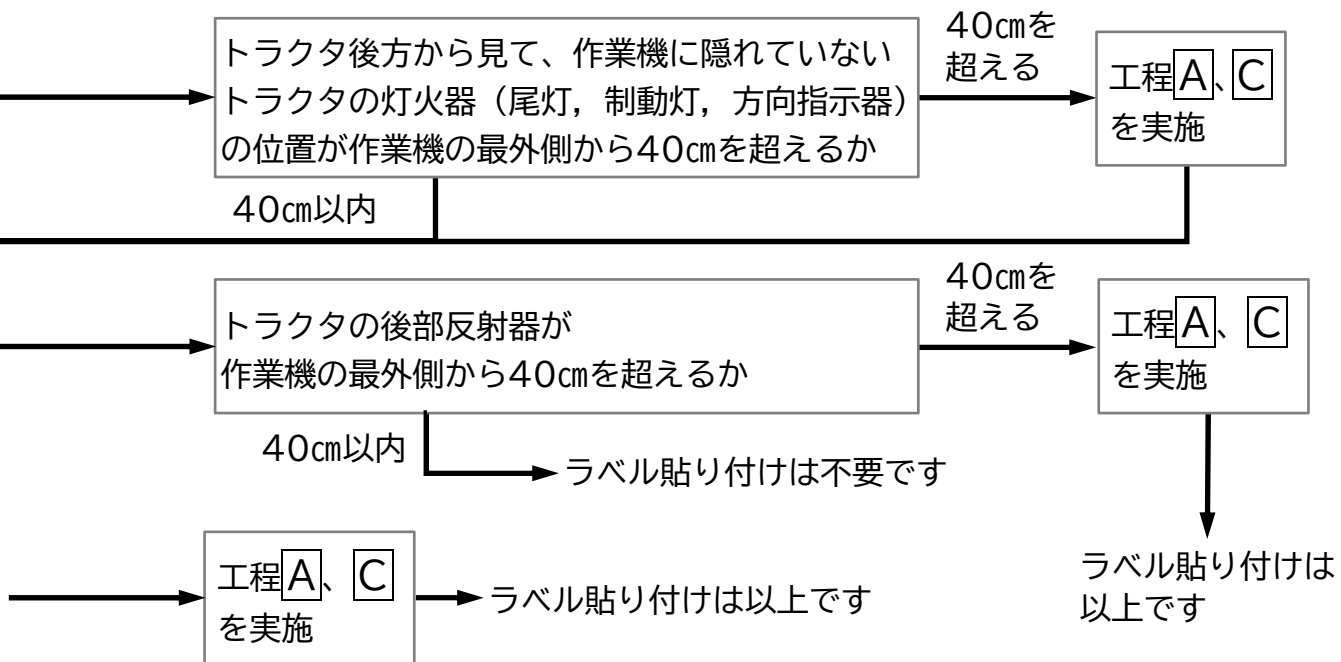 トラクタ後方から見て、作業機に隠れていない
トラクタの灯火器（尾灯，制動灯，方向指示器）
の位置が作業機の最外側から40㎝を超えるか
40㎝を
超える
工程A、C
を実施
40㎝以内
トラクタの後部反射器が
作業機の最外側から40㎝を超えるか
40㎝を
超える
工程A、C
を実施
40㎝以内
ラベル貼り付けは不要です
工程A、C
を実施
ラベル貼り付けは以上です
ラベル貼り付けは
以上です